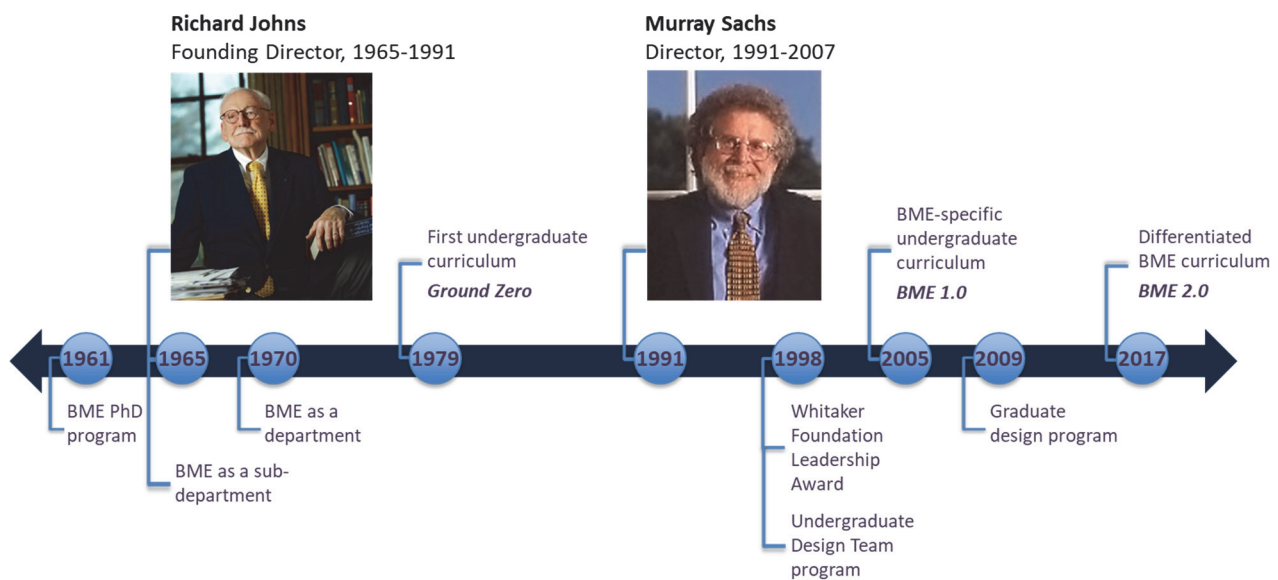 Richard Johns
Founding Director, 1965-1991
Murray Sachs
Director, 1991-2007
First undergraduate
curriculum
Ground Zero
BME-specific
undergraduate
curriculum
BME 1.0
Differentiated
BME curriculum
BME 2.0
1961
1965
1970
1979
1991
1998
2005
2009
2017
BME PhD
program
BME as a sub-
department
BME as a
department
Whitaker
Foundation
Leadership
Award
Undergraduate
Design Team
program
Graduate
design program